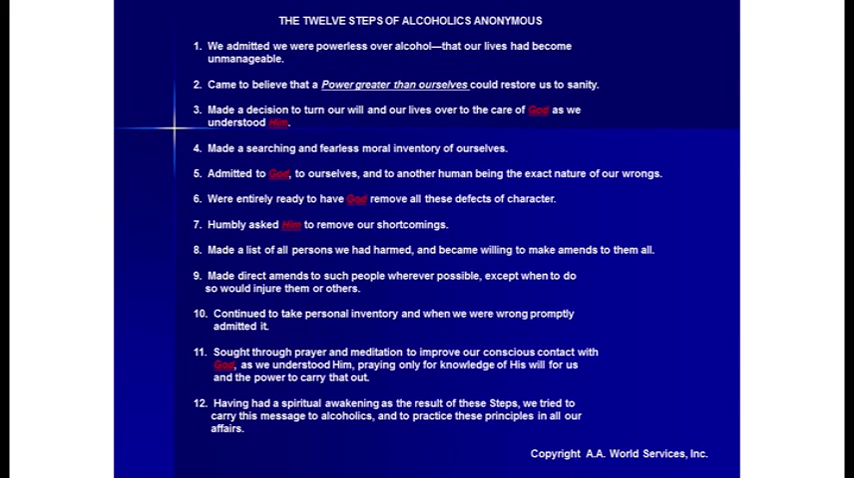 THE TWELVE STEPS OF ALCOHOLICS ANONYMOUS
1. We admitted we were powerless over alcohol—that our lives had become
unmanageable.
2. Came to believe that a Power greater than ourselves could restore us to sanity.
3. Made a decision to turn our will and our lives over to the care of God as we
understood Him.
4. Made a searching and fearless moral inventory of ourselves.
5. Admitted to God, to ourselves, and to another human being the exact nature of our wrongs.
6. Were entirely ready to have God remove all these defects of character.
7. Humbly asked Him to remove our shortcomings.
8. Made a list of all persons we had harmed, and became willing to make amends to them all.
9. Made direct amends to such people wherever possible, except when to do
so would injure them or others.
10. Continued to take personal inventory and when we were wrong promptly
admitted it.
11. Sought through prayer and meditation to improve our conscious contact with
God, as we understood Him, praying only for knowledge of His will for us
and the power to carry that out.
12. Having had a spiritual awakening as the result of these Steps, we tried to
carry this message to alcoholics, and to practice these principles in all our
affairs.
Copyright A.A. World Services, Inc.